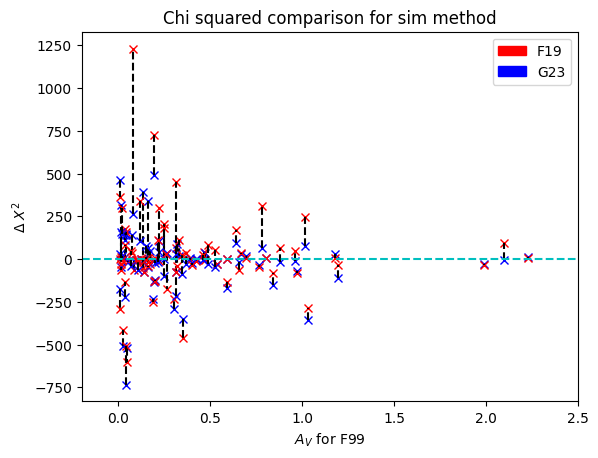 Chi squared comparison for sim method
F19
G23
1250
1000
750
500
250
0
−250
−500
−750
Δ X²
0.0 0.5 1.0 1.5 2.0 2.5
A_V for F99